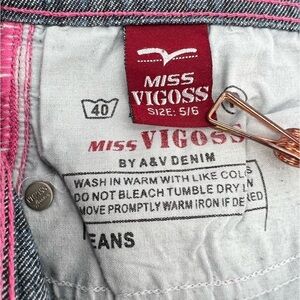 MISS
VIGOSS
SIZE: 5/6
40
MISS VIGOSS
BY A&V DENIM
WASH IN WARM WITH LIKE COL
DO NOT BLEACH TUMBLE DRY
MOVE PROMPTLY WARM IRON IF
EANS